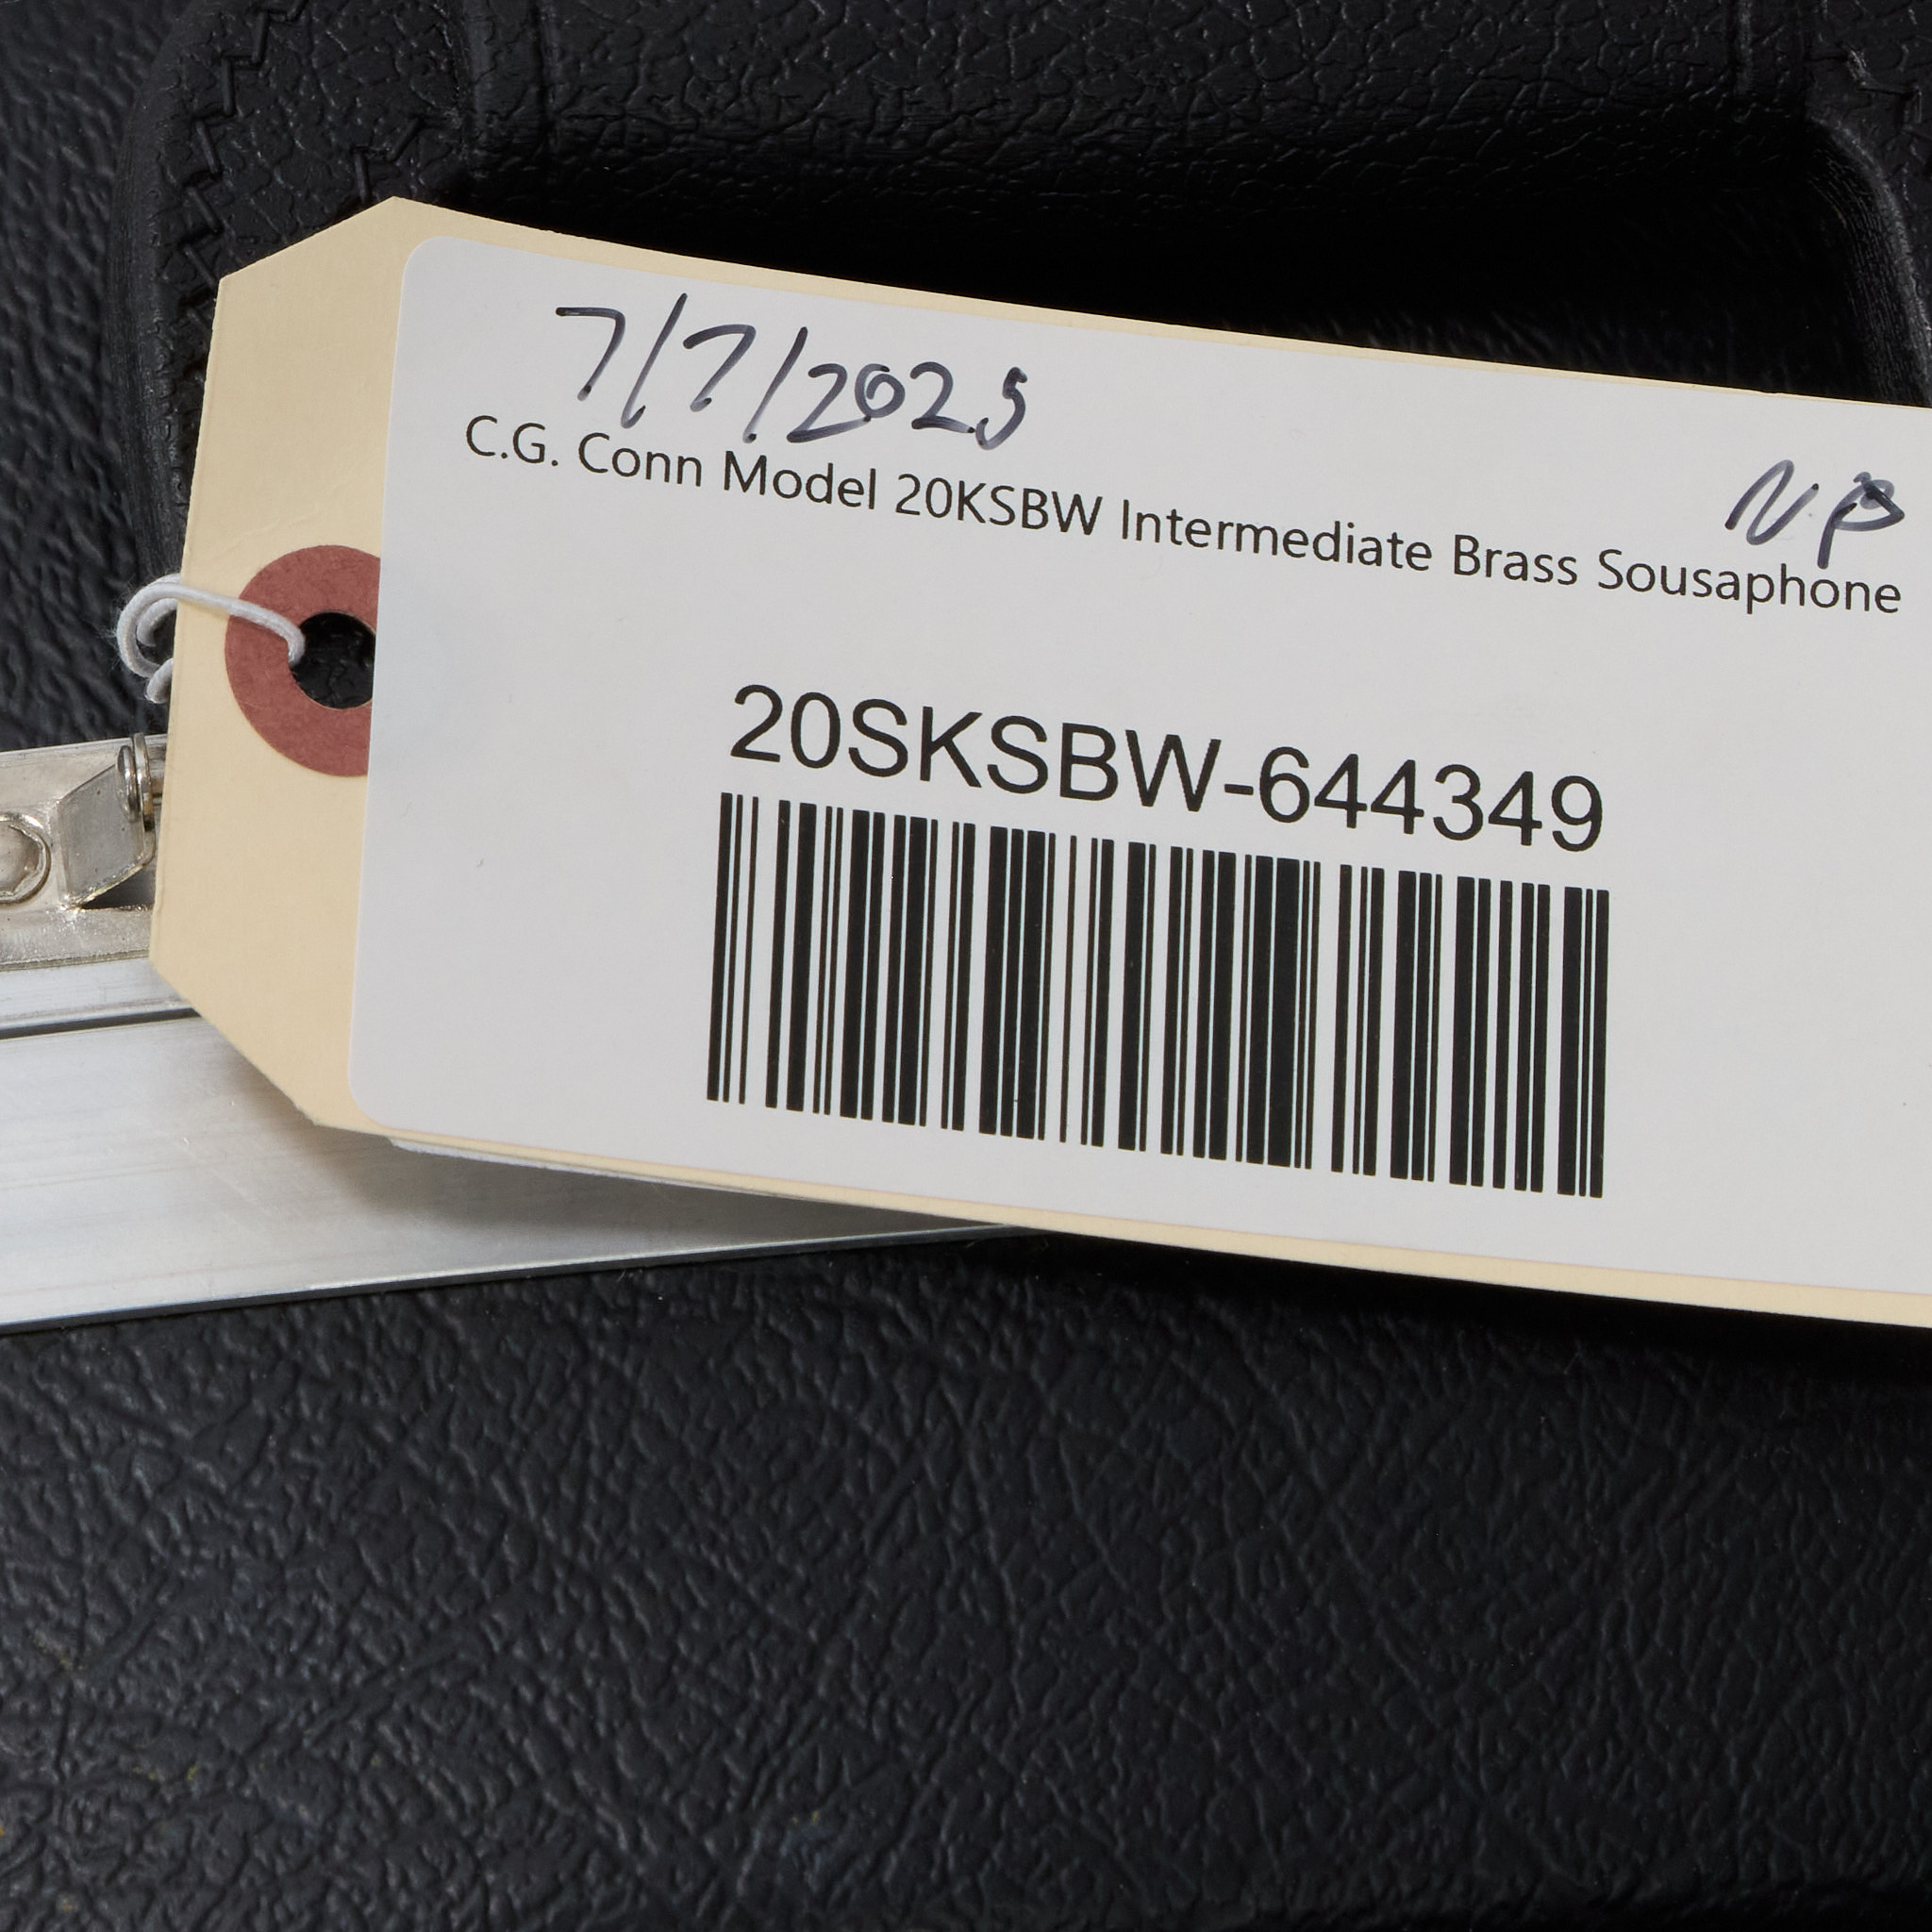 7/7/2025
NP
C.G. Conn Model 20KSBW Intermediate Brass Sousaphone
20SKSBW-644349